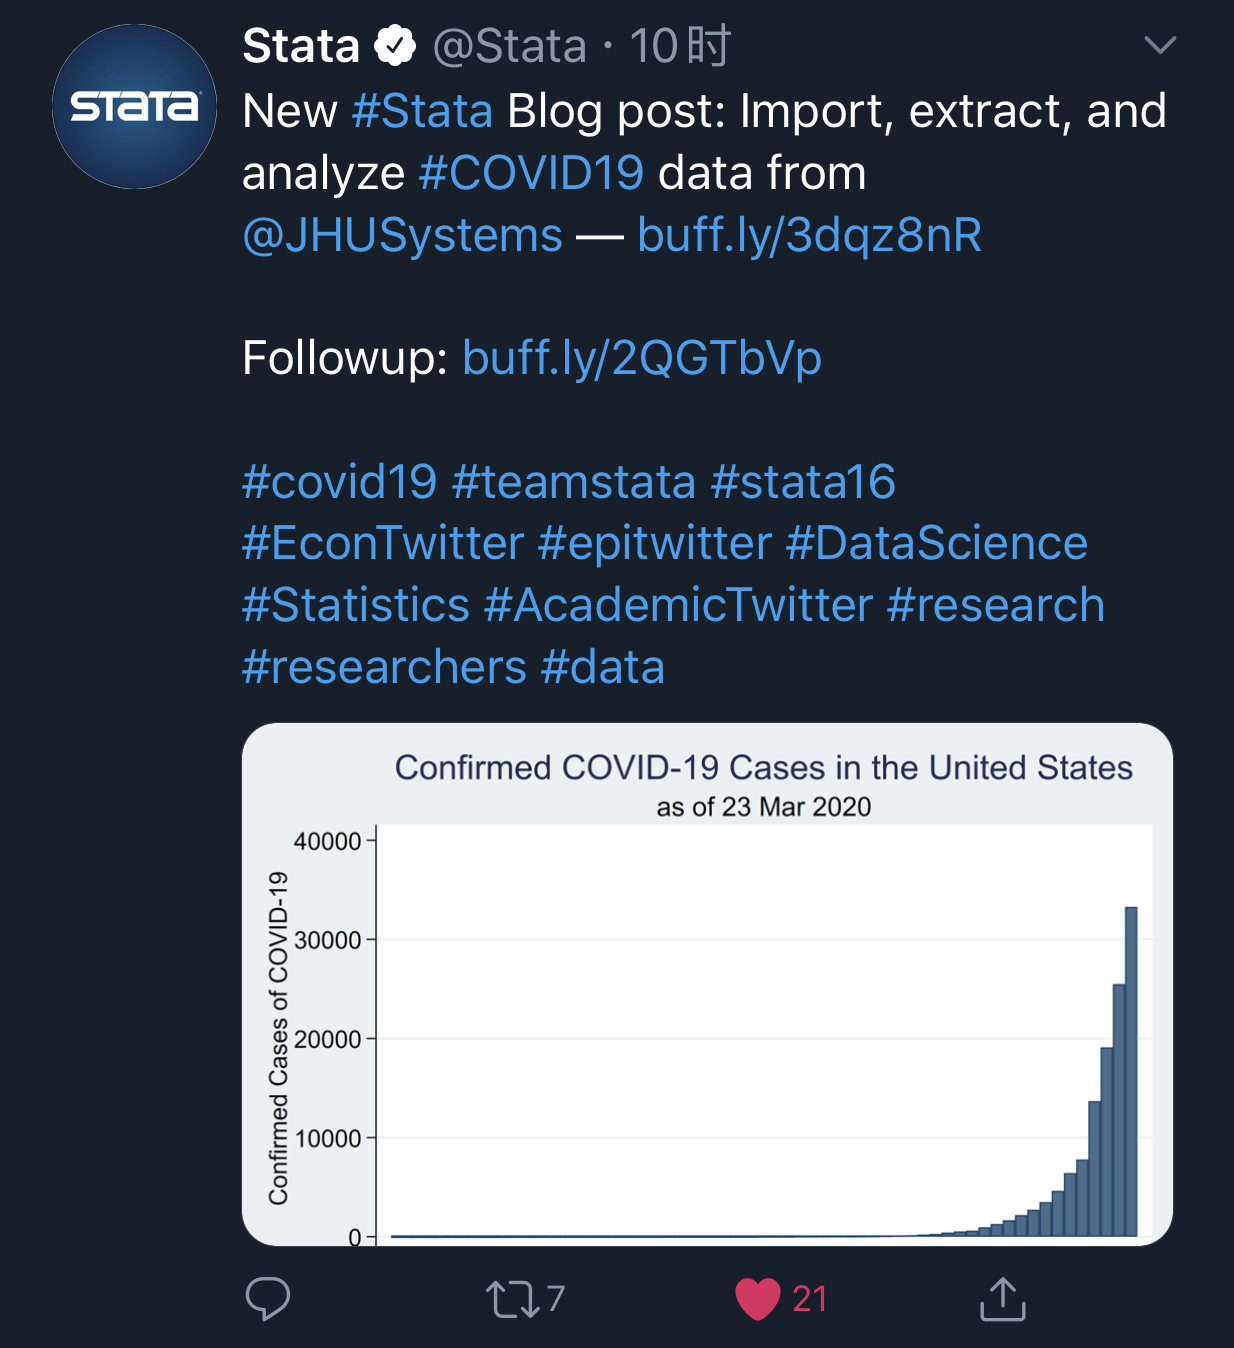 Stata @Stata · 10时
STATA
New #Stata Blog post: Import, extract, and
analyze #COVID19 data from
@JHUSystems — buff.ly/3dqz8nR
Followup: buff.ly/2QGTbVp
#covid19 #teamstata #stata16
#EconTwitter #epitwitter #DataScience
#Statistics #AcademicTwitter #research
#researchers #data
Confirmed COVID-19 Cases in the United States
as of 23 Mar 2020
Confirmed Cases of COVID-19
40000
30000
20000
10000
0
7
21